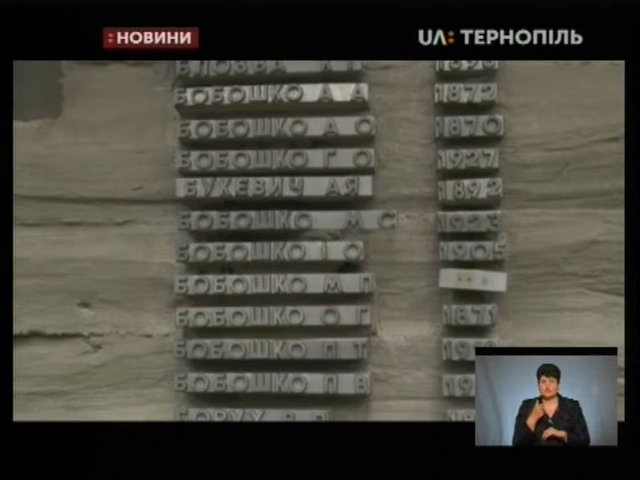 :НОВИНИ
UA: ТЕРНОПІЛЬ
БОБОШКО А А 1872
БОБОШКО А О 1870
БОБОШКО Г О 1927
БУКЕВИЧ АЯ 1892
БОБОШКО М С 1923
БОБОШКО І О 1905
БОБОШКО М П
БОБОШКО О Г 1871
БОБОШКО П Т
БОБОШКО П В